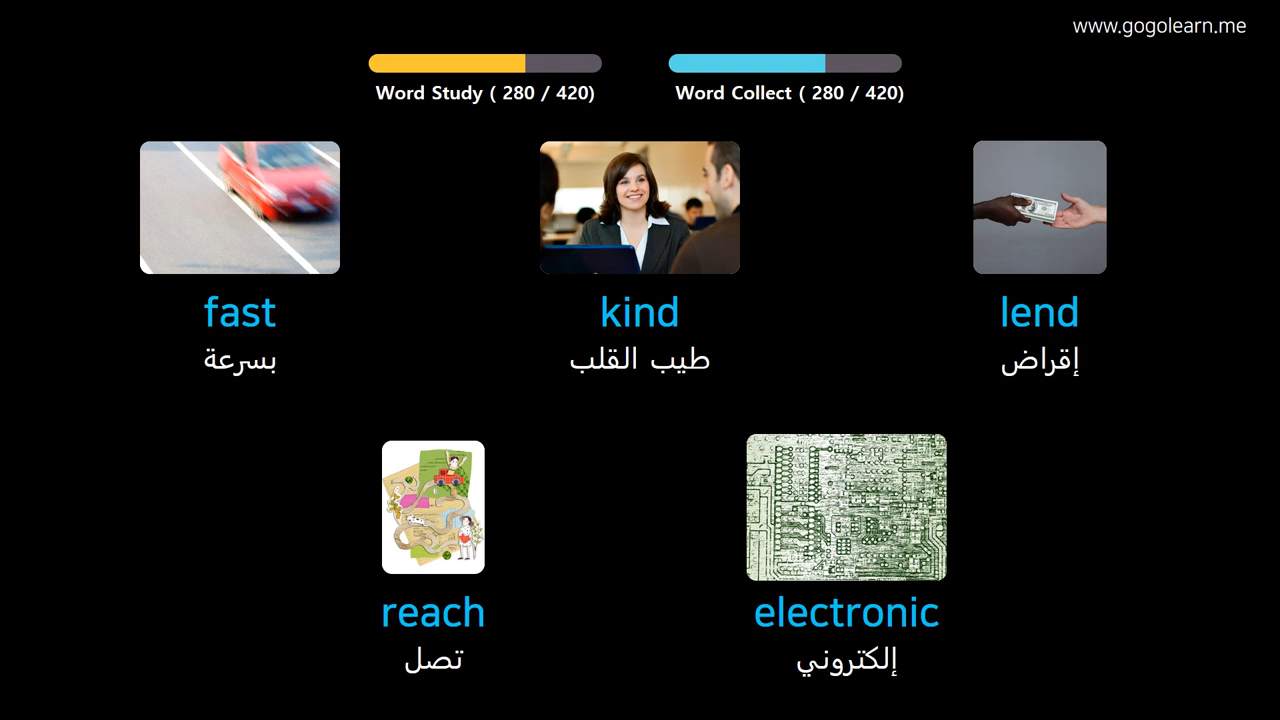 www.gogolearn.me
Word Study ( 280 / 420)
Word Collect ( 280 / 420)
fast
بسرعة
kind
طيب القلب
lend
إقراض
reach
تصل
electronic
إلكتروني